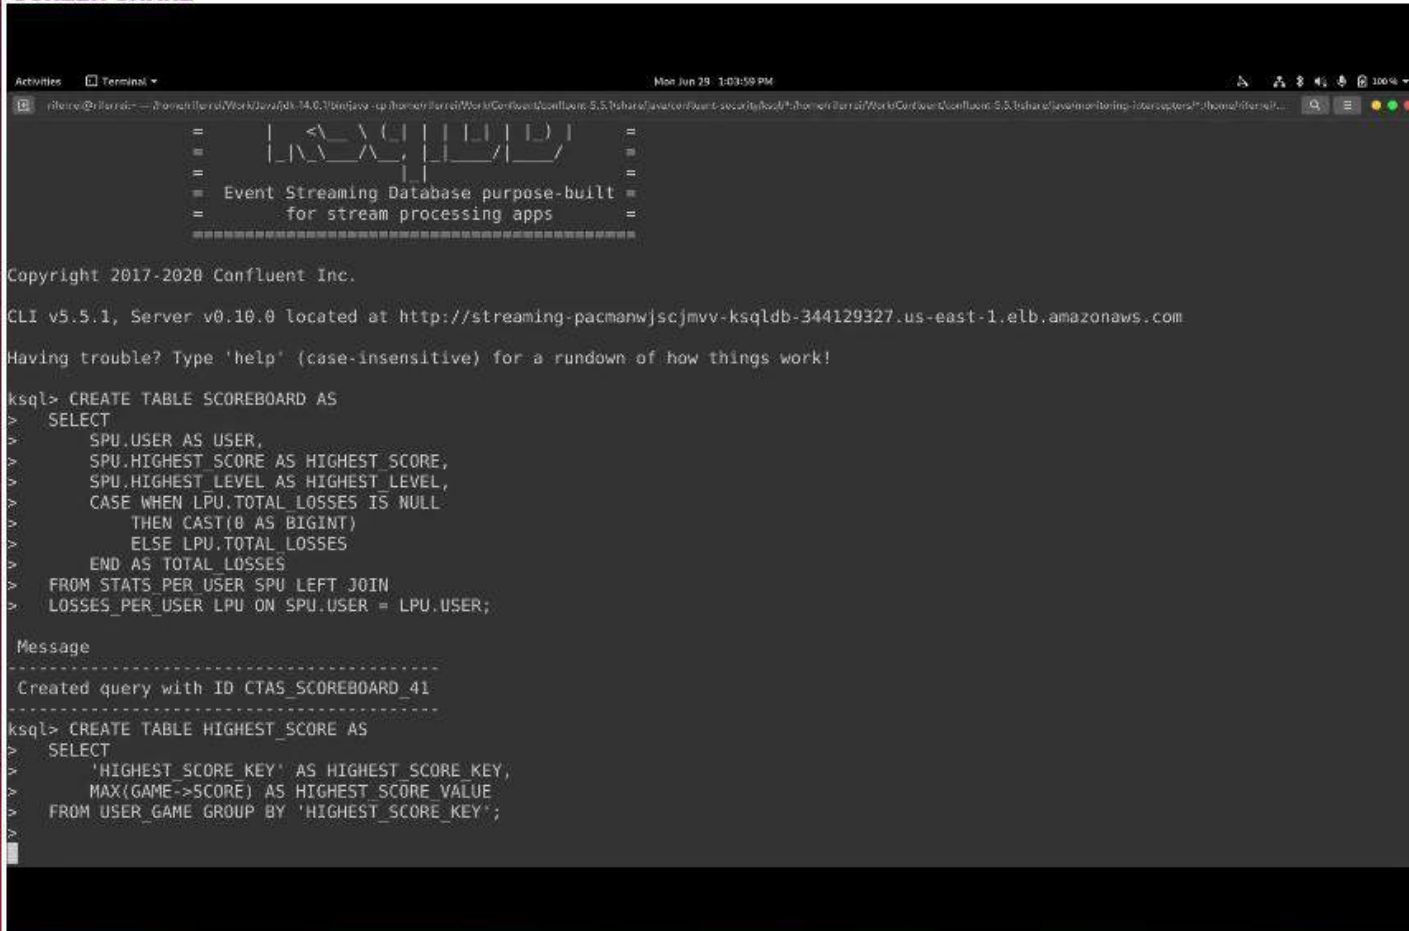 Activities Terminal Mon Jun 29 1:03:59 PM 100 %
= =
= =
= =
= Event Streaming Database purpose-built =
= for stream processing apps =
===========================================
Copyright 2017-2020 Confluent Inc.
CLI v5.5.1, Server v0.10.0 located at http://streaming-pacmanwjscjmvv-ksqldb-344129327.us-east-1.elb.amazonaws.com
Having trouble? Type 'help' (case-insensitive) for a rundown of how things work!
ksql> CREATE TABLE SCOREBOARD AS
> SELECT
> SPU.USER AS USER,
> SPU.HIGHEST_SCORE AS HIGHEST_SCORE,
> SPU.HIGHEST_LEVEL AS HIGHEST_LEVEL,
> CASE WHEN LPU.TOTAL_LOSSES IS NULL
> THEN CAST(0 AS BIGINT)
> ELSE LPU.TOTAL_LOSSES
> END AS TOTAL_LOSSES
> FROM STATS_PER_USER SPU LEFT JOIN
> LOSSES_PER_USER LPU ON SPU.USER = LPU.USER;
Message
------------------------------------------
Created query with ID CTAS_SCOREBOARD_41
------------------------------------------
ksql> CREATE TABLE HIGHEST_SCORE AS
> SELECT
> 'HIGHEST_SCORE_KEY' AS HIGHEST_SCORE_KEY,
> MAX(GAME->SCORE) AS HIGHEST_SCORE_VALUE
> FROM USER_GAME GROUP BY 'HIGHEST_SCORE_KEY';
>